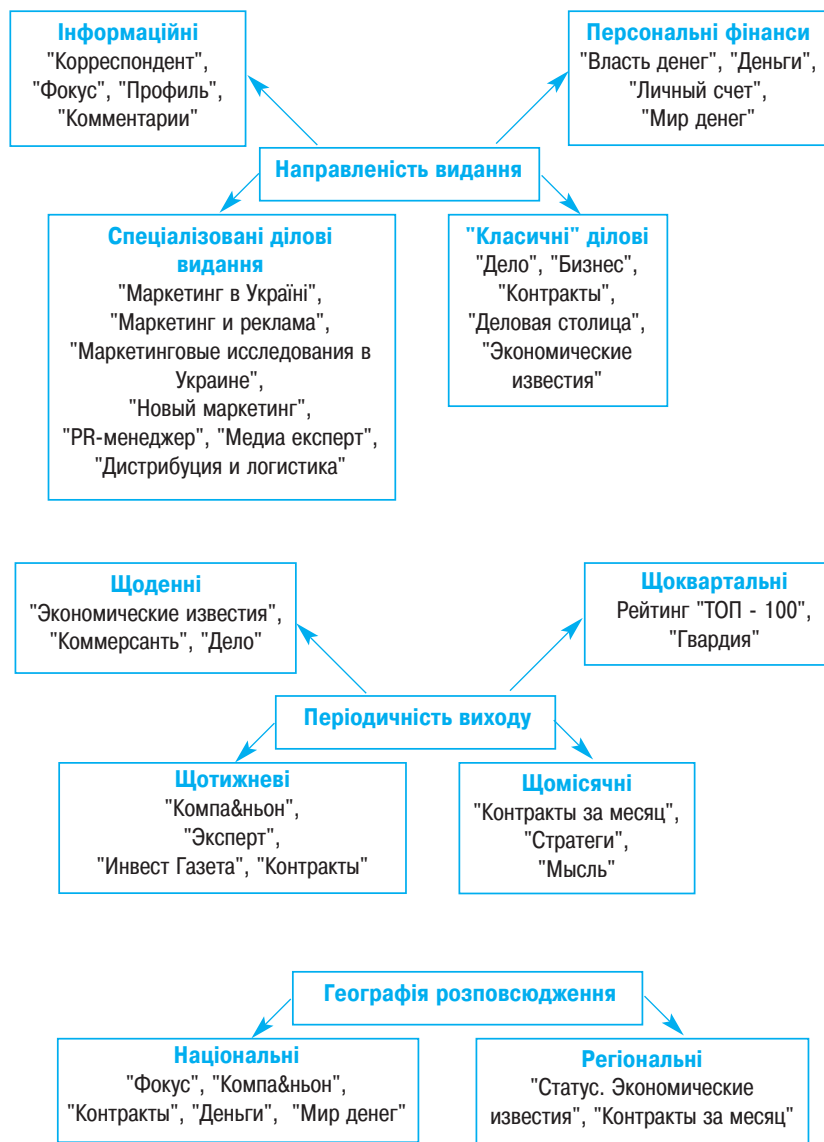 Інформаційні
"Корреспондент",
"Фокус", "Профиль",
"Комментарии"
Персональні фінанси
"Власть денег", "Деньги",
"Личный счет",
"Мир денег"
Направленість видання
Спеціалізовані ділові
видання
"Маркетинг в Україні",
"Маркетинг и реклама",
"Маркетинговые исследования в
Украине",
"Новый маркетинг",
"PR-менеджер", "Медиа експерт",
"Дистрибуция и логистика"
"Класичні" ділові
"Дело", "Бизнес",
"Контракты",
"Деловая столица",
"Экономические
известия"
Щоденні
"Экономические известия",
"Коммерсанть", "Дело"
Щоквартальні
Рейтинг "ТОП - 100",
"Гвардия"
Періодичність виходу
Щотижневі
"Компа&ньон",
"Эксперт",
"Инвест Газета", "Контракты"
Щомісячні
"Контракты за месяц",
"Стратеги",
"Мысль"
Географія розповсюдження
Національні
"Фокус", "Компа&ньон",
"Контракты", "Деньги", "Мир денег"
Регіональні
"Статус. Экономические
известия", "Контракты за месяц"